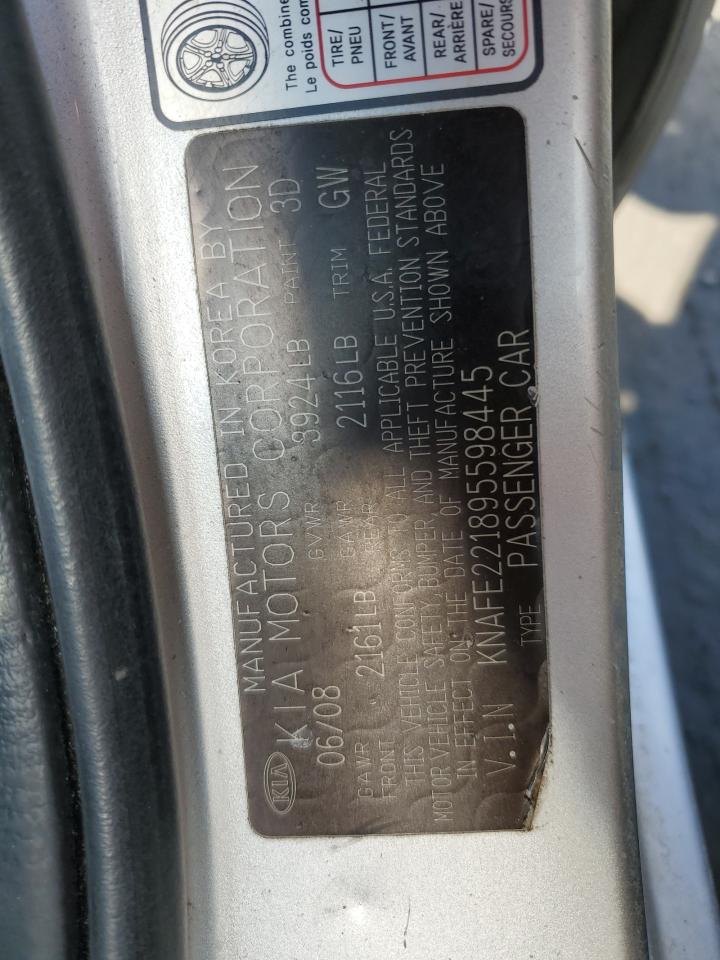 The combine
Le poids com
TIRE/
PNEU
FRONT/
AVANT
REAR/
ARRIÈRE
SPARE/
SECOURS
MANUFACTURED IN KOREA BY
KIA KIA MOTORS CORPORATION
06/08 GVWR 3924LB PAINT 3D
GAWR FRONT 2161LB GAWR REAR 2116LB TRIM GW
THIS VEHICLE CONFORMS TO ALL APPLICABLE U.S.A. FEDERAL
MOTOR VEHICLE SAFETY, BUMPER, AND THEFT PREVENTION STANDARDS
IN EFFECT ON THE DATE OF MANUFACTURE SHOWN ABOVE
V.I.N KNAFE221895598445
TYPE PASSENGER CAR